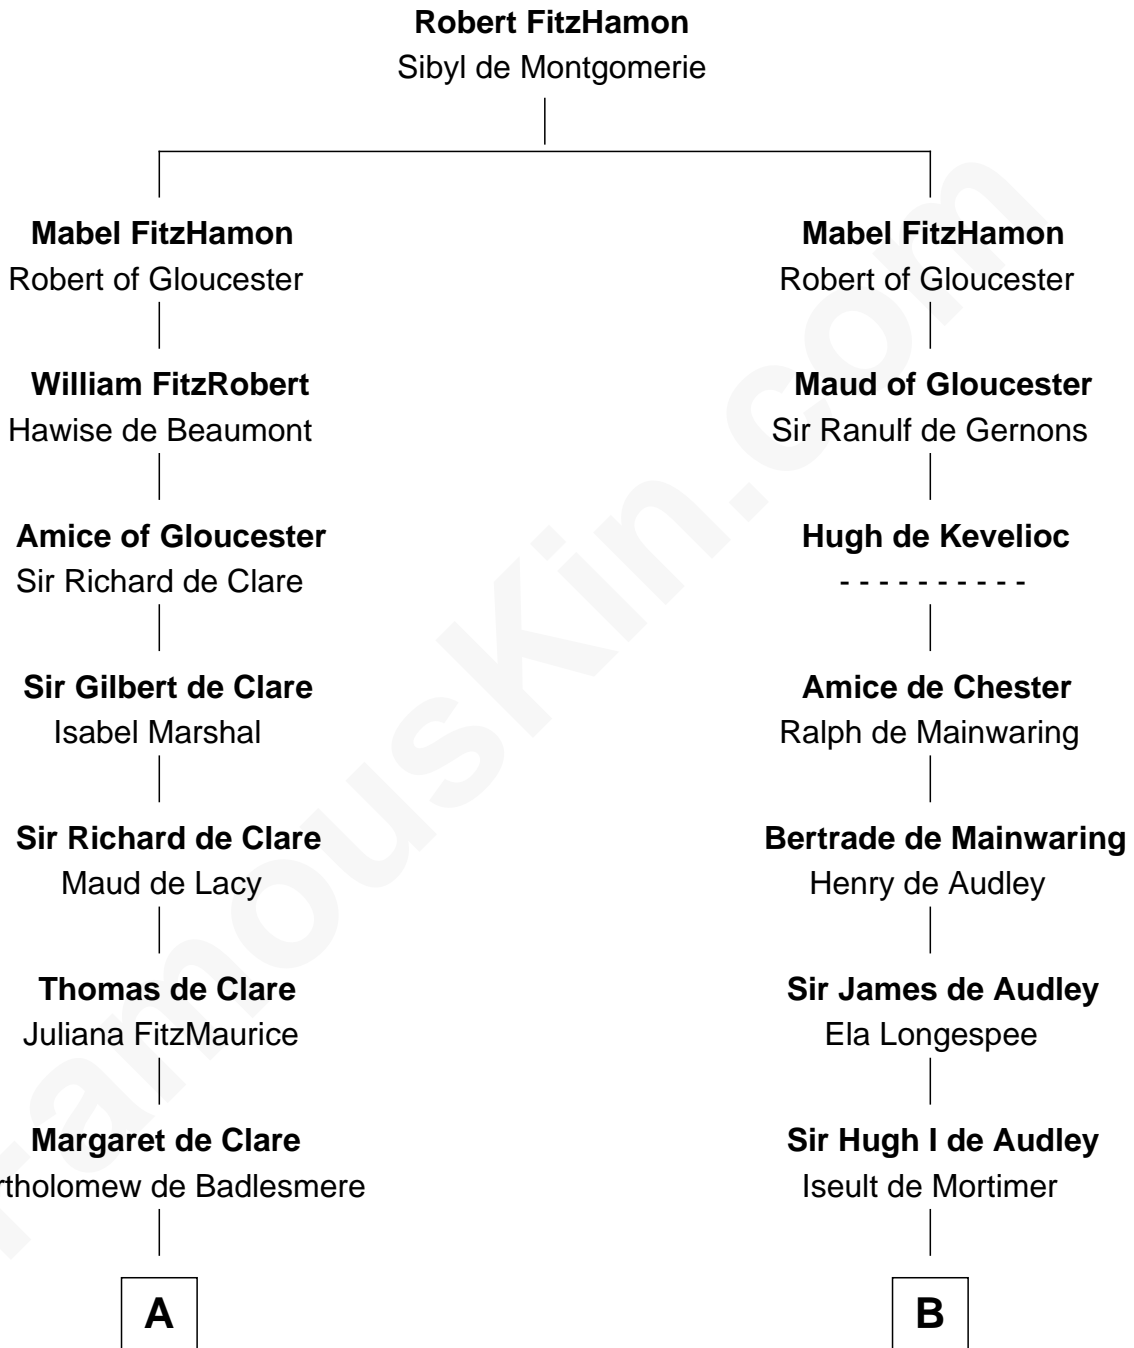 Robert FitzHamon
Sibyl de Montgomerie
Mabel FitzHamon
Robert of Gloucester
William FitzRobert
Hawise de Beaumont
Amice of Gloucester
Sir Richard de Clare
Sir Gilbert de Clare
Isabel Marshal
Sir Richard de Clare
Maud de Lacy
Thomas de Clare
Juliana FitzMaurice
Margaret de Clare
rtholomew de Badlesmere
A
Mabel FitzHamon
Robert of Gloucester
Maud of Gloucester
Sir Ranulf de Gernons
Hugh de Kevelioc
- - - - - - - - - -
Amice de Chester
Ralph de Mainwaring
Bertrade de Mainwaring
Henry de Audley
Sir James de Audley
Ela Longespee
Sir Hugh I de Audley
Iseult de Mortimer
B
FamousKin.com